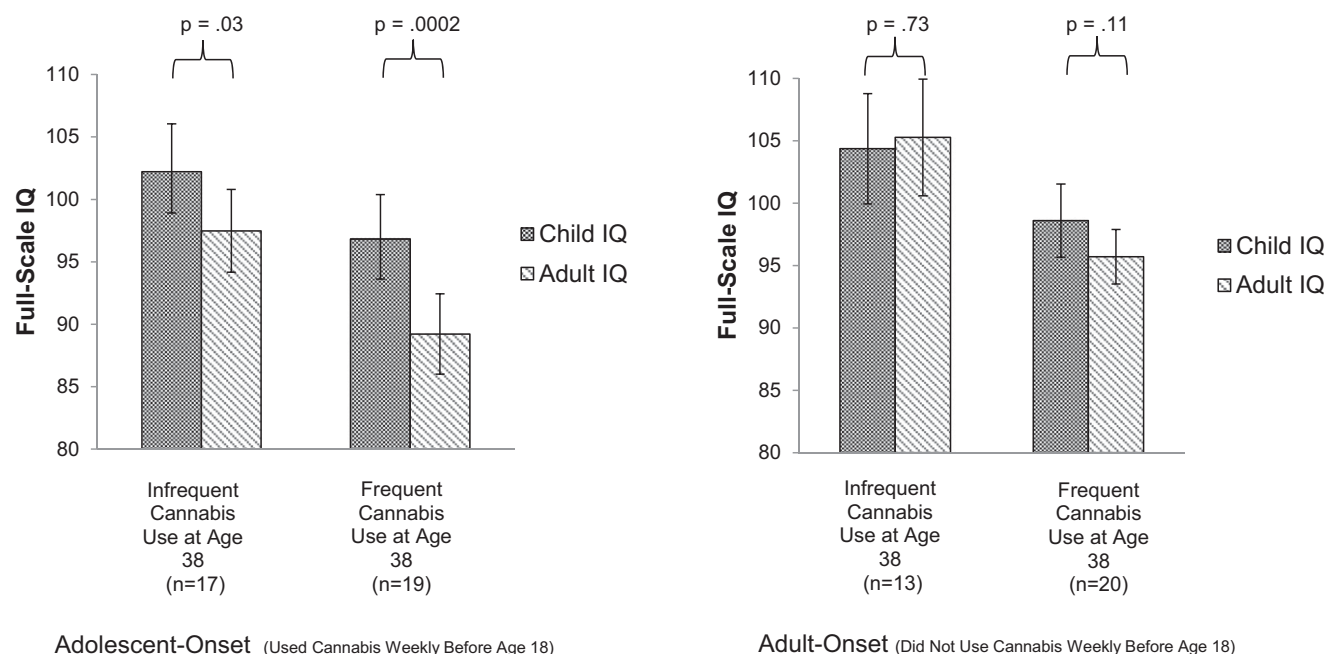 p = .03
p = .0002
110
105
100
95
90
85
80
Full-Scale IQ
Child IQ
Adult IQ
Infrequent
Cannabis
Use at Age
38
(n=17)
Frequent
Cannabis
Use at Age
38
(n=19)
Adolescent-Onset (Used Cannabis Weekly Before Age 18)
p = .73
p = .11
110
105
100
95
90
85
80
Full-Scale IQ
Child IQ
Adult IQ
Infrequent
Cannabis
Use at Age
38
(n=13)
Frequent
Cannabis
Use at Age
38
(n=20)
Adult-Onset (Did Not Use Cannabis Weekly Before Age 18)